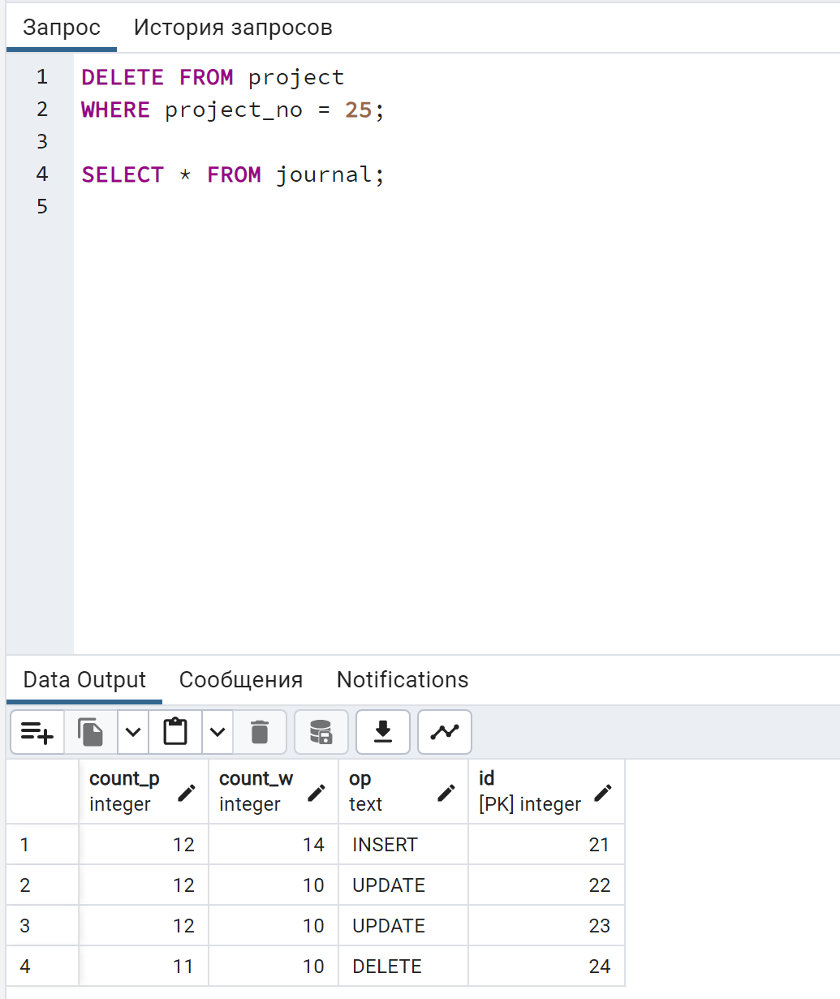 Запрос История запросов
1 DELETE FROM project
2 WHERE project_no = 25;
3
4 SELECT * FROM journal;
5
Data Output Сообщения Notifications
count_p count_w op id
integer integer text [PK] integer
1 12 14 INSERT 21
2 12 10 UPDATE 22
3 12 10 UPDATE 23
4 11 10 DELETE 24